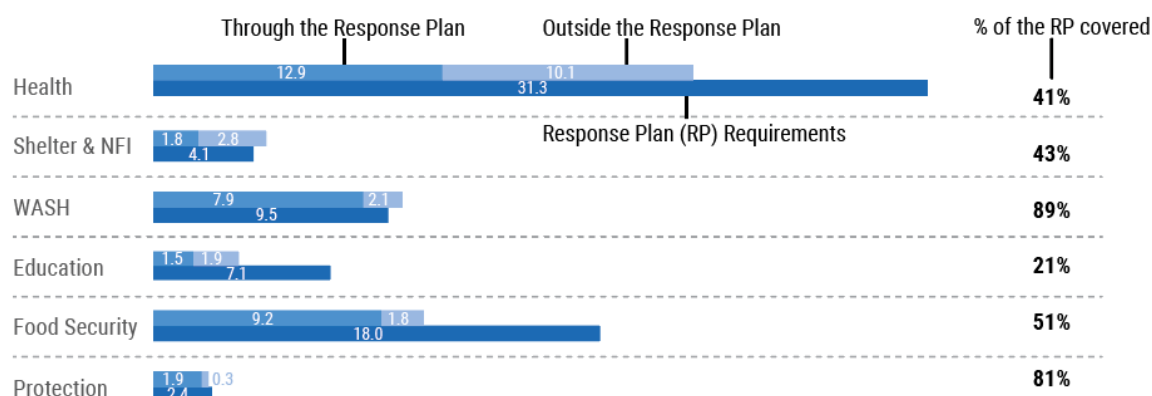 Through the Response Plan Outside the Response Plan % of the RP covered
12.9 10.1
Health 31.3 41%
Response Plan (RP) Requirements
1.8 2.8
Shelter & NFI 4.1 43%
7.9 2.1
WASH 9.5 89%
1.5 1.9
Education 7.1 21%
9.2 1.8
Food Security 18.0 51%
1.9 0.3 81%
Protection 2.4